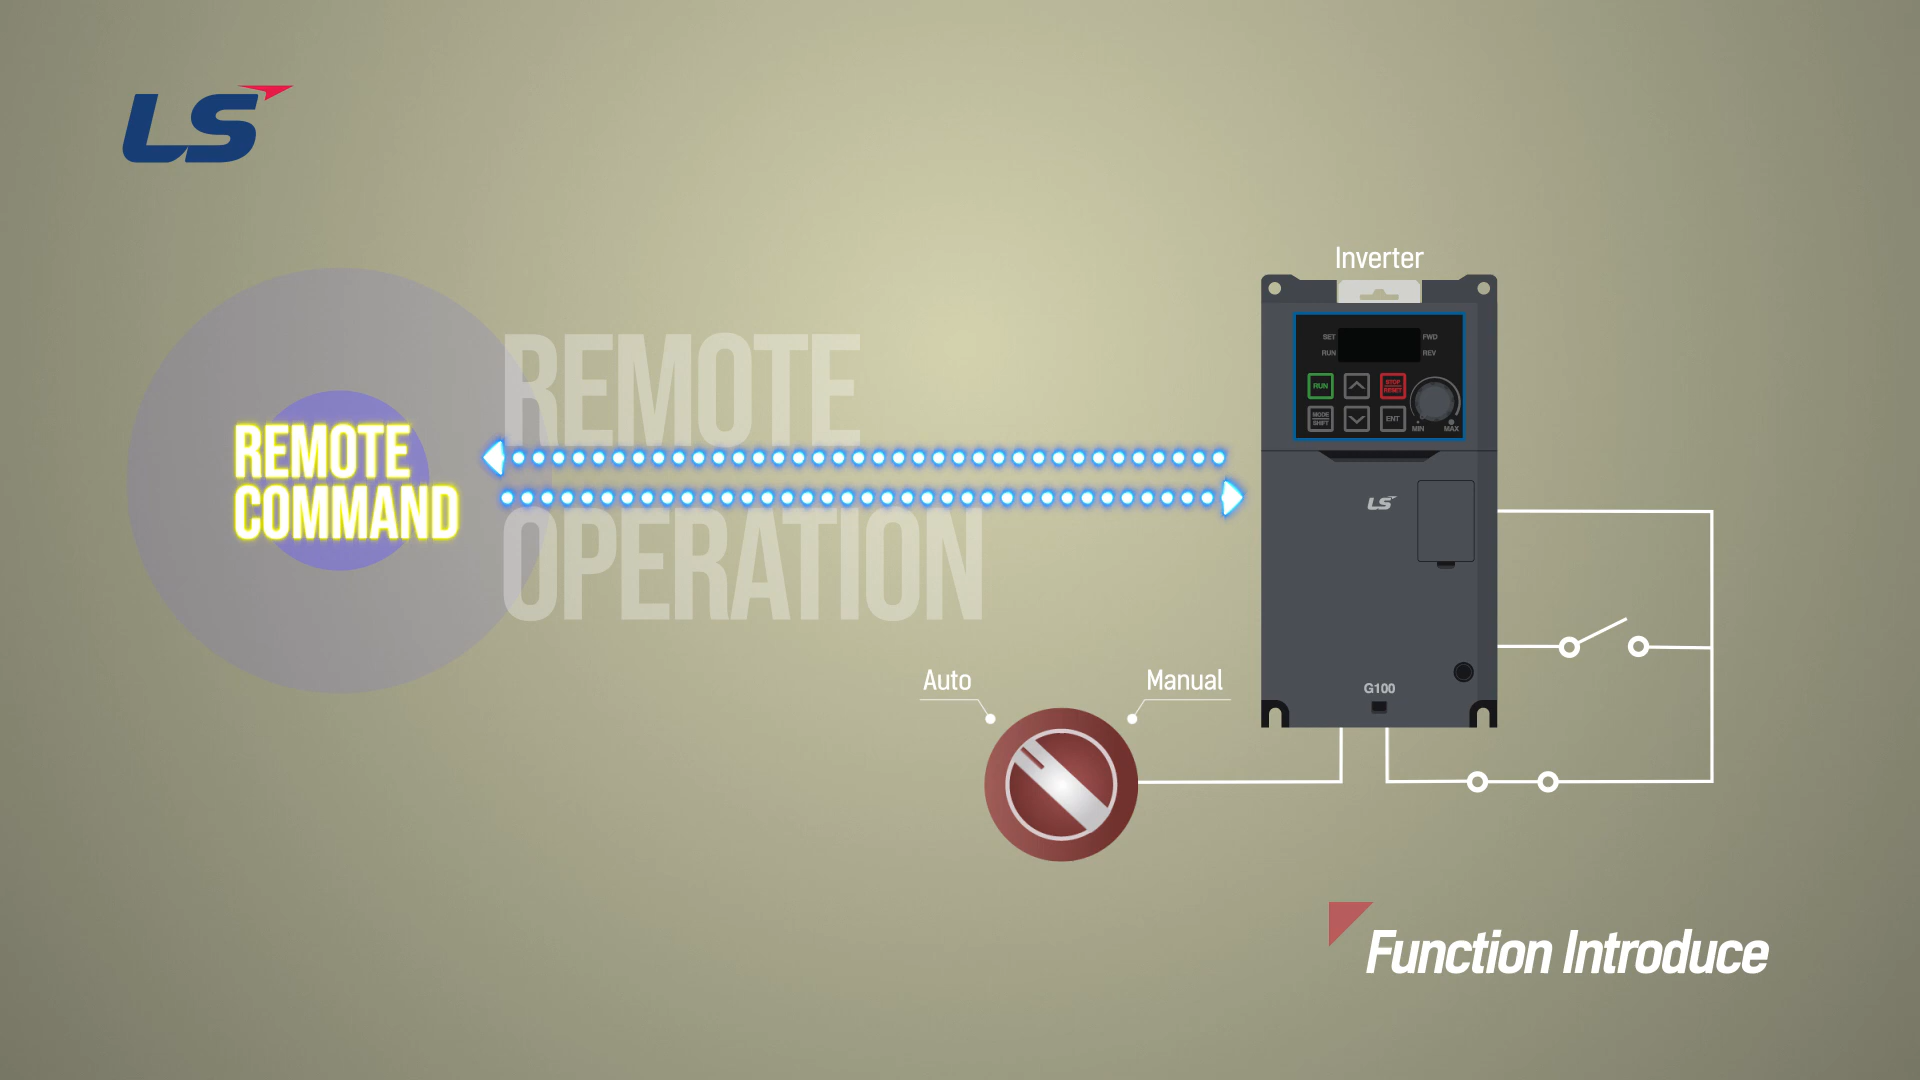 LS
Inverter
SET
FWD
RUN
REV
RUN
STOP
RESET
MODE
SHIFT
ENT
MIN
MAX
REMOTE
OPERATION
REMOTE
COMMAND
LS
G100
Auto
Manual
Function Introduce